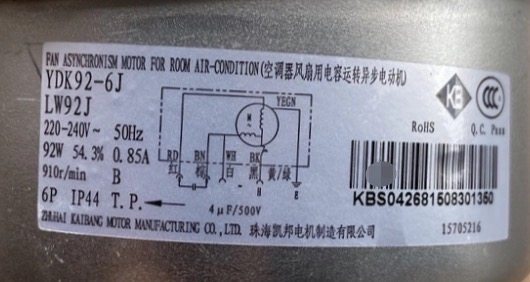 FAN ASYNCHRONISM MOTOR FOR ROOM AIR-CONDITION(空调器风扇用电容运转异步电动机)
YDK92-6J
LW92J
220-240V~ 50Hz
92W 54.3% 0.85A
910r/min B
6P IP44 T.P.
YEGN
M
~
RD BN WH BK
红 棕 白 黑 黄/绿
E
4μF/500V
KB
CCC
RoHS Q.C. Pass
KBS042681508301350
15705216
ZHUHAI KAIBANG MOTOR MANUFACTURING CO.,LTD. 珠海凯邦电机制造有限公司